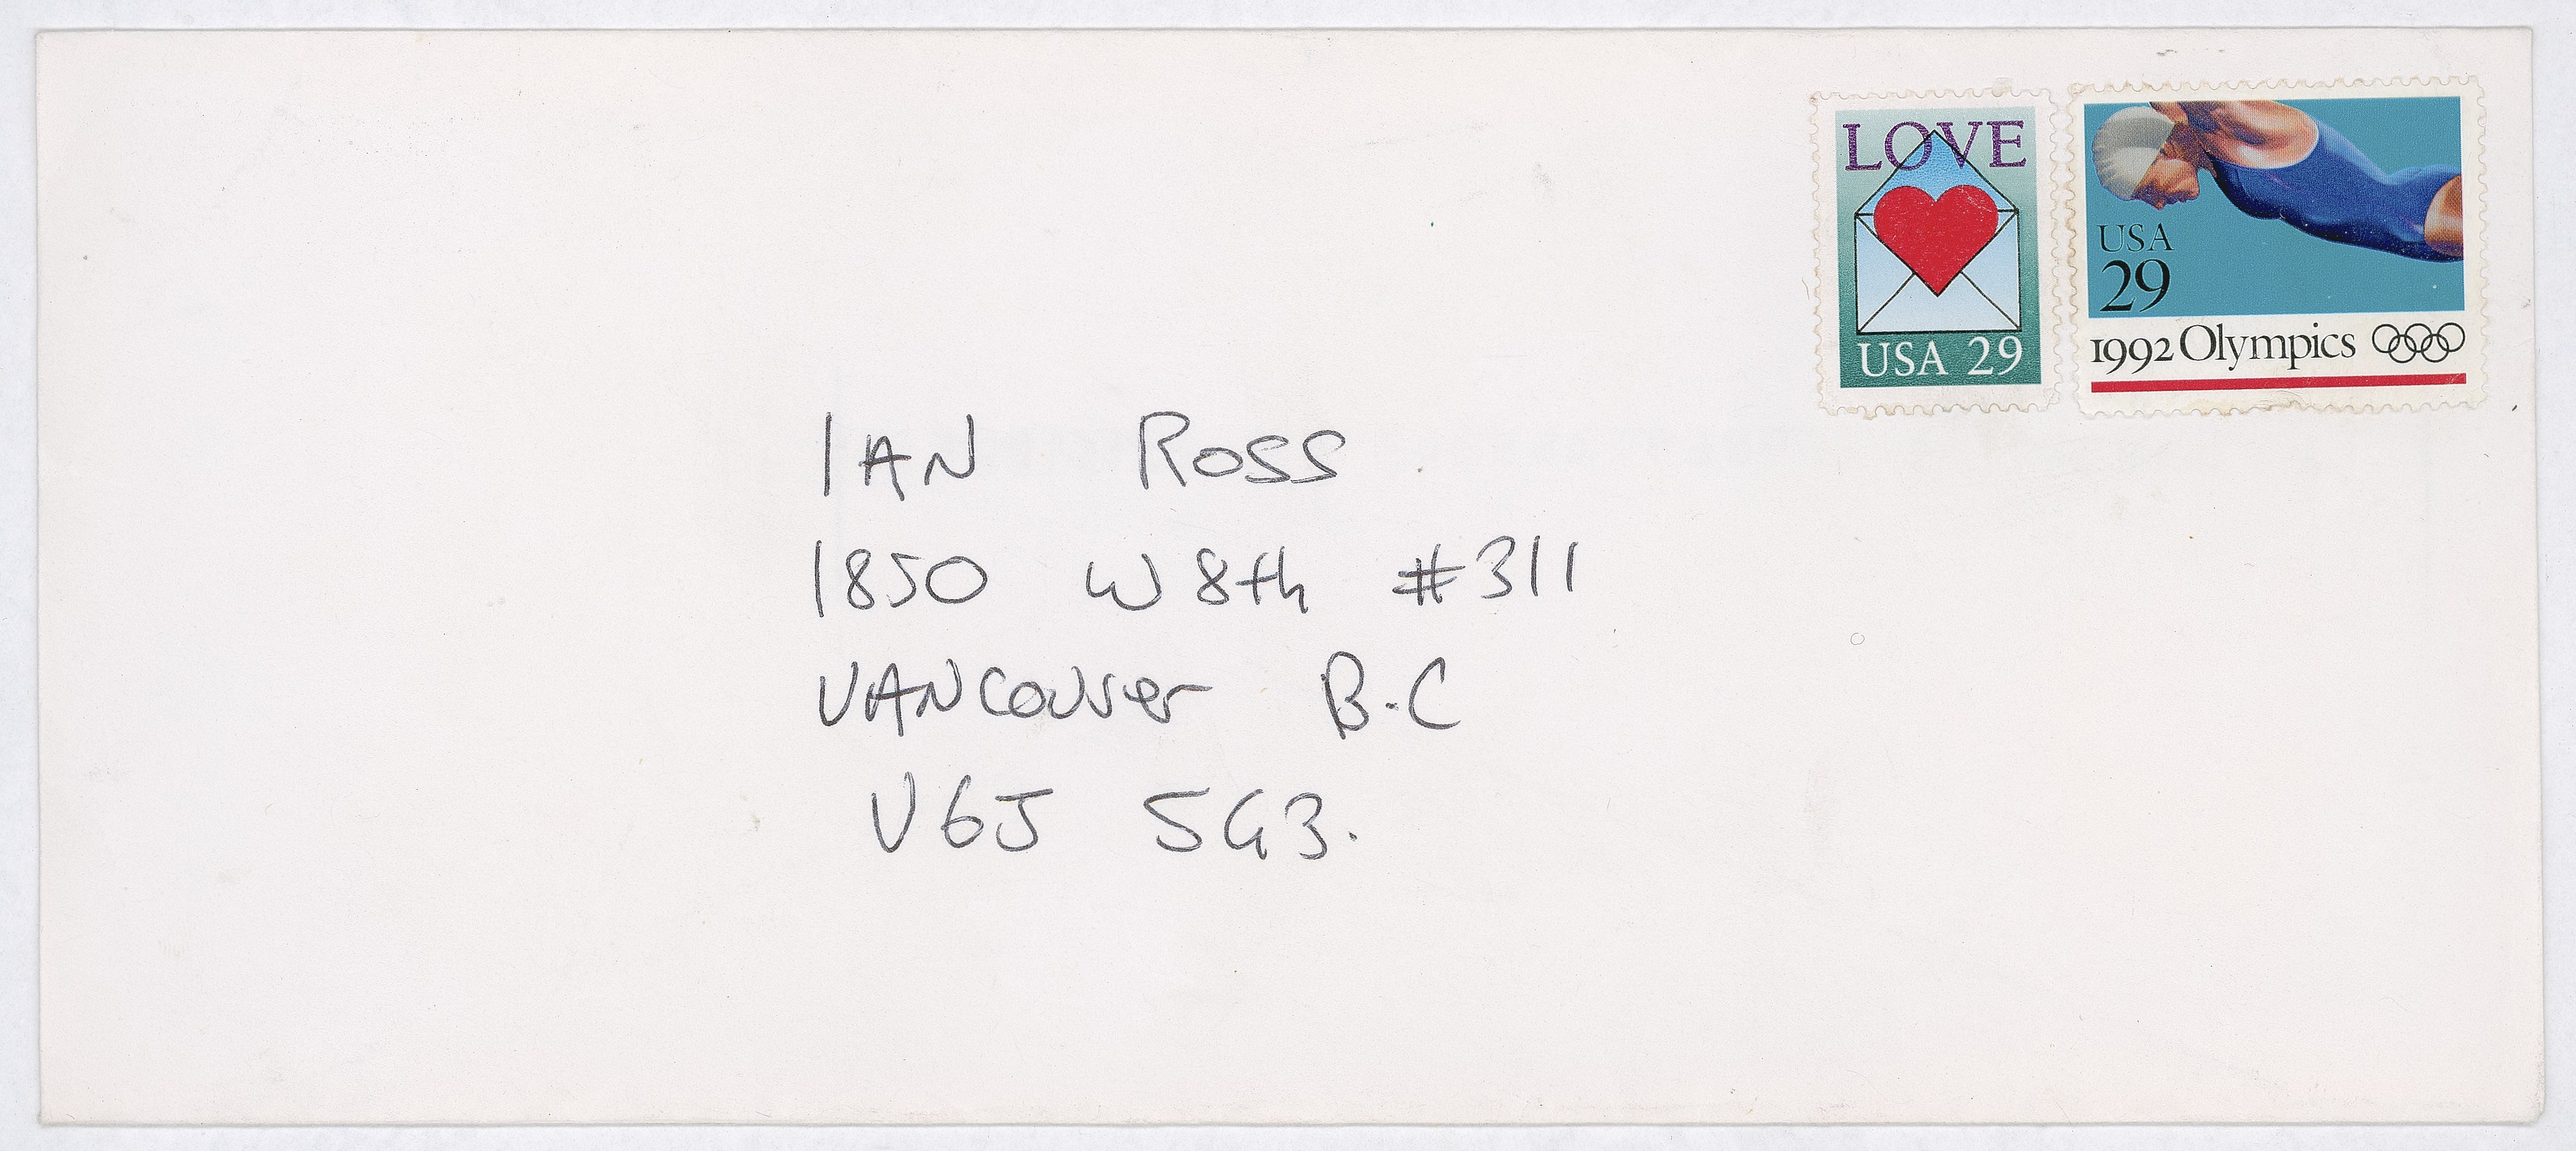 LOVE
USA 29
USA
29
1992 Olympics
IAN ROSS
1850 W 8th #311
VANCOUver B.C
V6J 5G3.